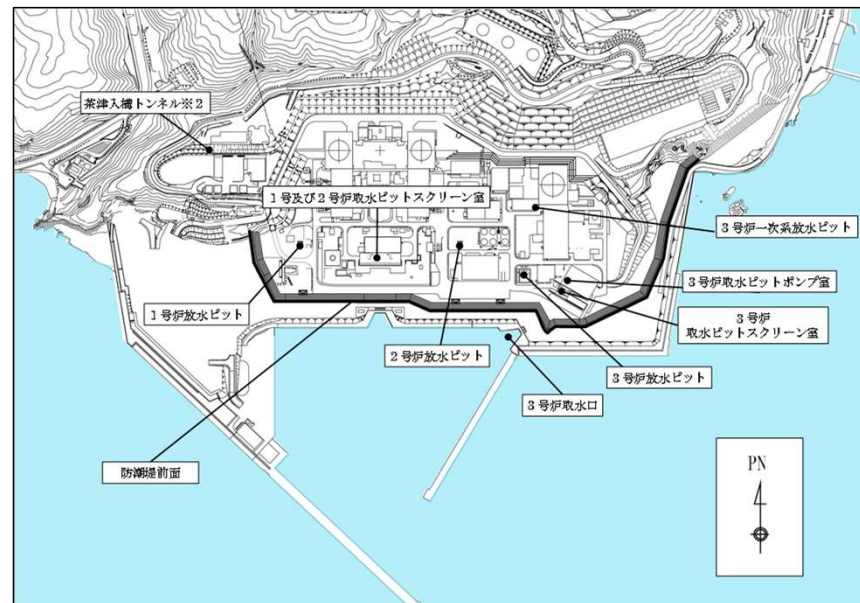 茶津入構トンネル※2
1号及び2号炉取水ピットスクリーン室
3号炉一次系放水ピット
3号炉取水ピットポンプ室
3号炉
取水ピットスクリーン室
1号炉放水ピット
2号炉放水ピット
3号炉放水ピット
3号炉取水口
防潮堤前面
PN